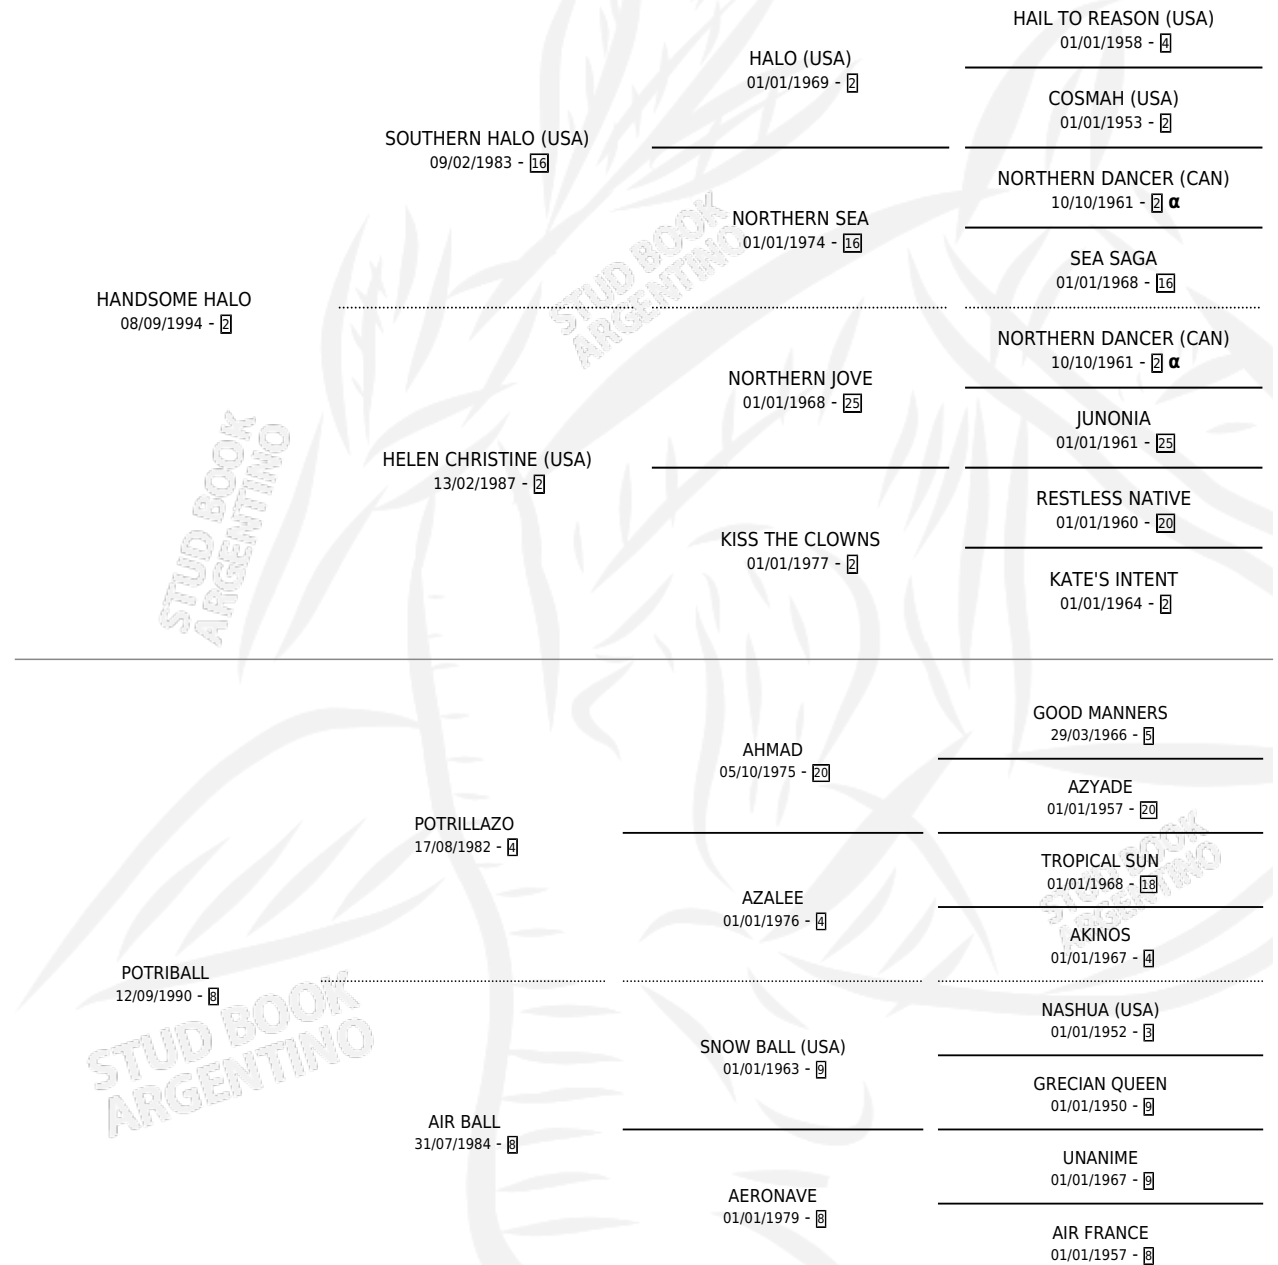 HANDSOME HALO
08/09/1994 - 2
SOUTHERN HALO (USA)
09/02/1983 - 16
HELEN CHRISTINE (USA)
13/02/1987 - 2
HALO (USA)
01/01/1969 - 2
NORTHERN SEA
01/01/1974 - 16
NORTHERN JOVE
01/01/1968 - 25
KISS THE CLOWNS
01/01/1977 - 2
HAIL TO REASON (USA)
01/01/1958 - 4
COSMAH (USA)
01/01/1953 - 2
NORTHERN DANCER (CAN)
10/10/1961 - 2 α
SEA SAGA
01/01/1968 - 16
NORTHERN DANCER (CAN)
10/10/1961 - 2 α
JUNONIA
01/01/1961 - 25
RESTLESS NATIVE
01/01/1960 - 20
KATE'S INTENT
01/01/1964 - 2
STUD BOOK
ARGENTINO
STUD BOOK
ARGENTINO
POTRIBALL
12/09/1990 - 8
POTRILLAZO
17/08/1982 - 4
AIR BALL
31/07/1984 - 8
AHMAD
05/10/1975 - 20
AZALEE
01/01/1976 - 4
SNOW BALL (USA)
01/01/1963 - 9
AERONAVE
01/01/1979 - 8
GOOD MANNERS
29/03/1966 - 5
AZYADE
01/01/1957 - 20
TROPICAL SUN
01/01/1968 - 18
AKINOS
01/01/1967 - 4
NASHUA (USA)
01/01/1952 - 3
GRECIAN QUEEN
01/01/1950 - 9
UNANIME
01/01/1967 - 9
AIR FRANCE
01/01/1957 - 8
STUD BOOK
ARGENTINO
STUD BOOK
ARGENTINO